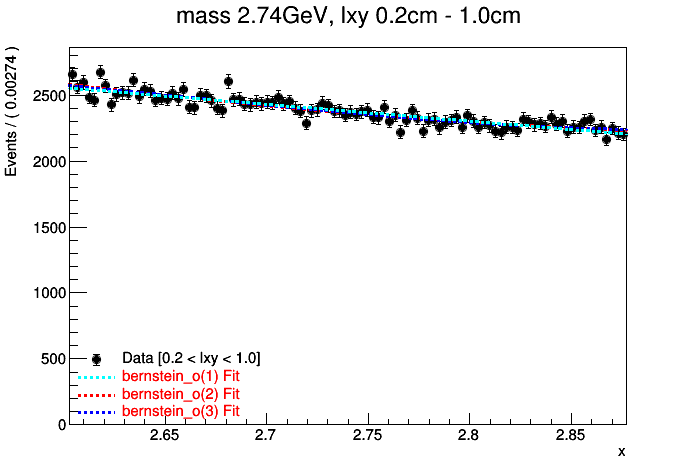 mass 2.74GeV, lxy 0.2cm - 1.0cm
Events / ( 0.00274 )
2500
2000
1500
1000
500
0
Data [0.2 < lxy < 1.0]
bernstein_o(1) Fit
bernstein_o(2) Fit
bernstein_o(3) Fit
2.65 2.7 2.75 2.8 2.85
x